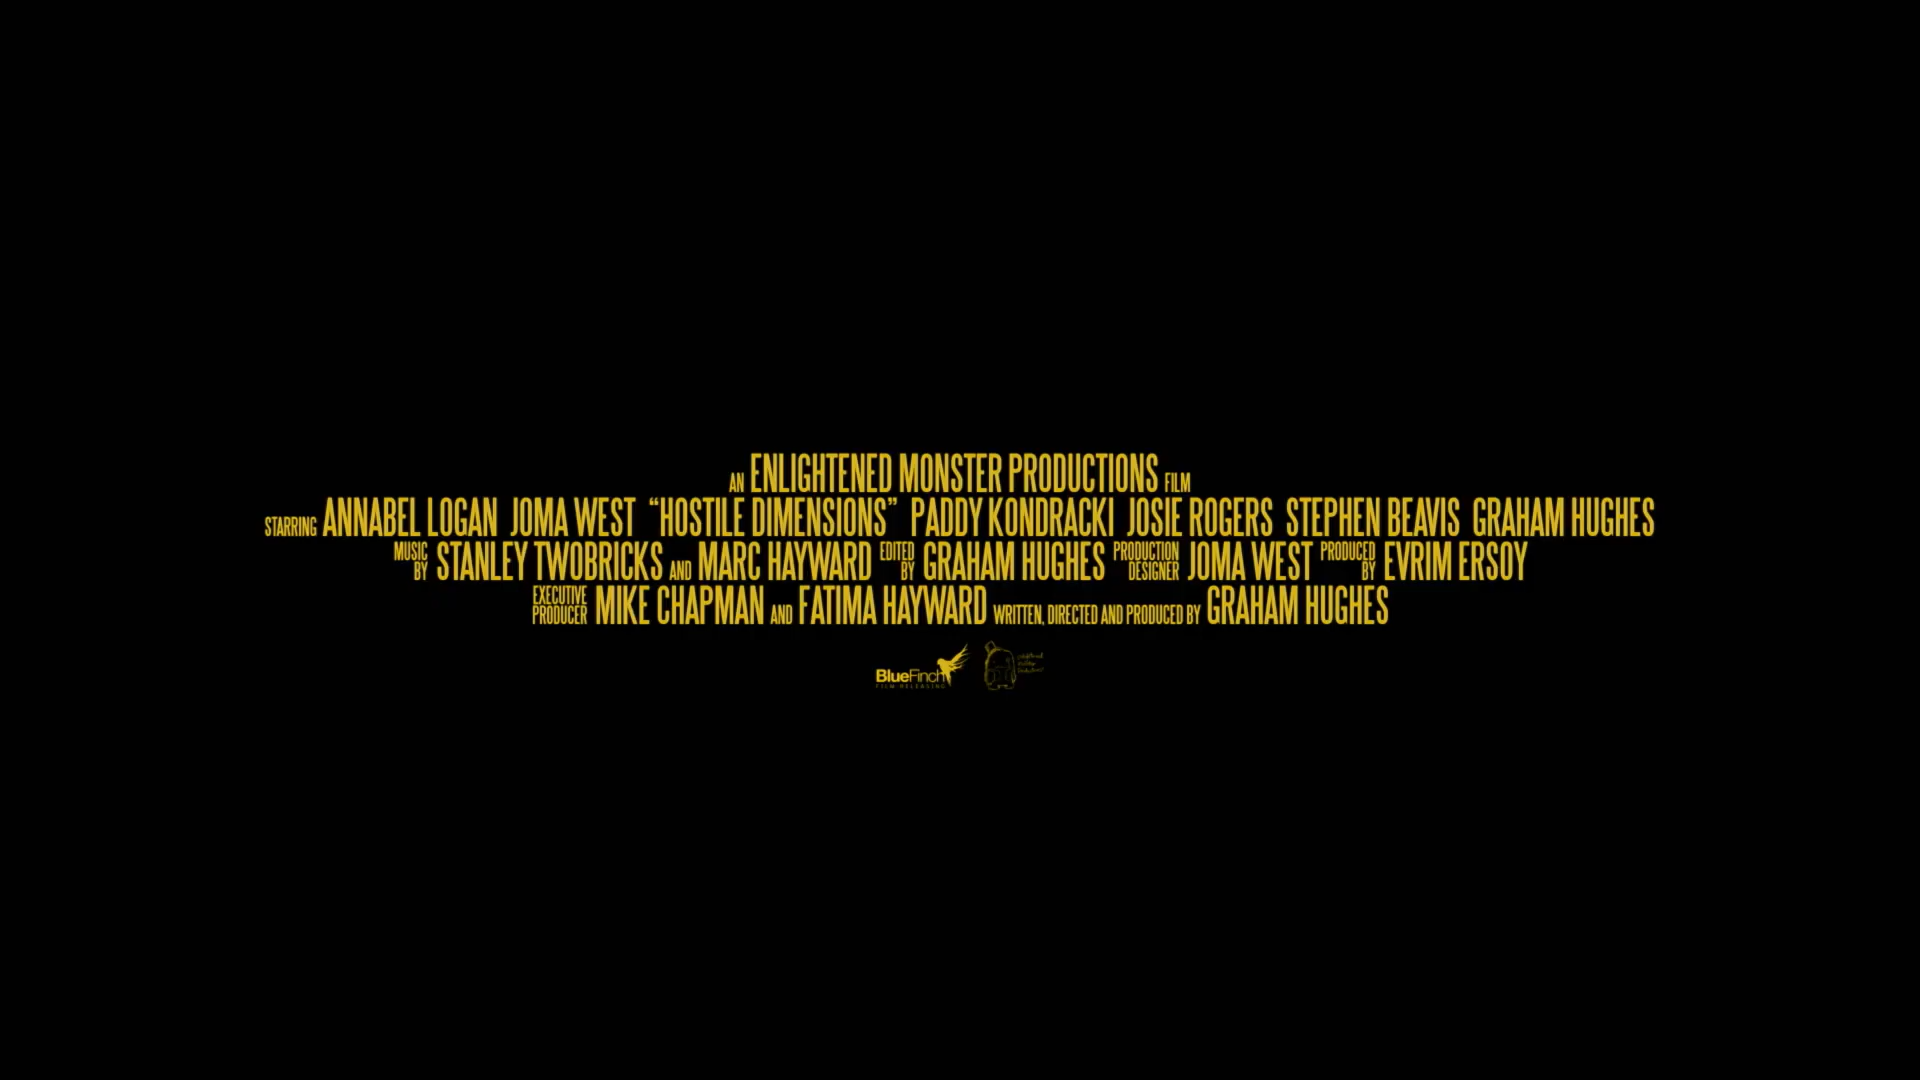 AN ENLIGHTENED MONSTER PRODUCTIONS FILM
STARRING ANNABEL LOGAN JOMA WEST “HOSTILE DIMENSIONS” PADDY KONDRACKI JOSIE ROGERS STEPHEN BEAVIS GRAHAM HUGHES
MUSIC BY STANLEY TWOBRICKS AND MARC HAYWARD EDITED BY GRAHAM HUGHES PRODUCTION DESIGNER JOMA WEST PRODUCED BY EVRIM ERSOY
EXECUTIVE PRODUCER MIKE CHAPMAN AND FATIMA HAYWARD WRITTEN, DIRECTED AND PRODUCED BY GRAHAM HUGHES
BlueFinch
FILM RELEASING